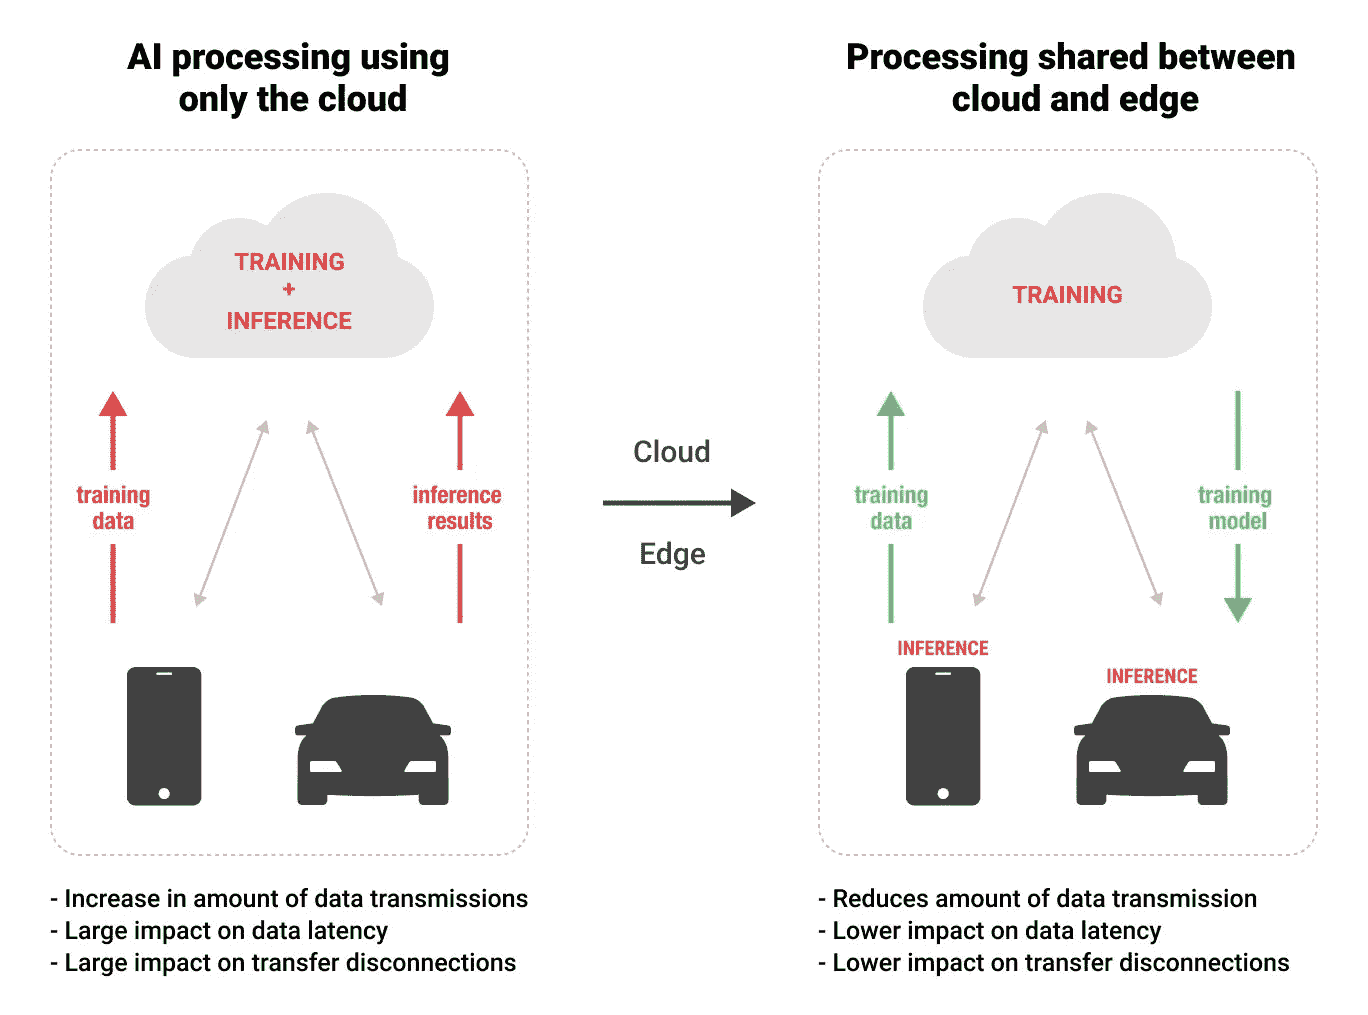 AI processing using
only the cloud
TRAINING
+
INFERENCE
training
data
inference
results
- Increase in amount of data transmissions
- Large impact on data latency
- Large impact on transfer disconnections
Cloud
Edge
Processing shared between
cloud and edge
TRAINING
training
data
training
model
INFERENCE
INFERENCE
- Reduces amount of data transmission
- Lower impact on data latency
- Lower impact on transfer disconnections